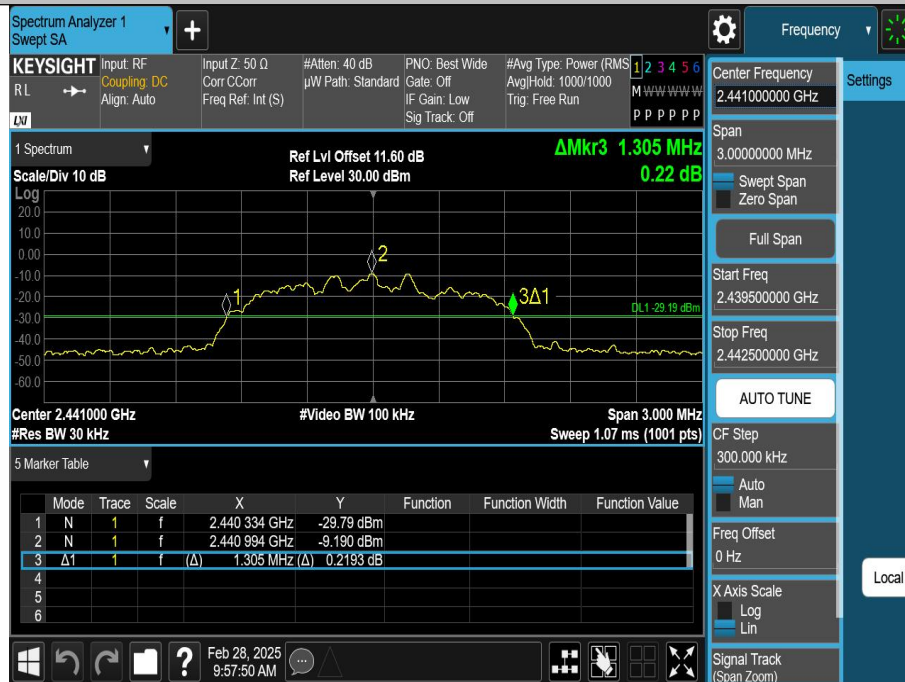 Spectrum Analyzer 1
Swept SA
+
Frequency
KEYSIGHT
RL
LXI
Input: RF
Coupling: DC
Align: Auto
Input Z: 50 Ω
Corr CCorr
Freq Ref: Int (S)
#Atten: 40 dB
µW Path: Standard
PNO: Best Wide
Gate: Off
IF Gain: Low
Sig Track: Off
#Avg Type: Power (RMS
Avg|Hold: 1000/1000
Trig: Free Run
1 2 3 4 5 6
M W W W W W
P P P P P P
1 Spectrum
Scale/Div 10 dB
Ref Lvl Offset 11.60 dB
Ref Level 30.00 dBm
ΔMkr3 1.305 MHz
0.22 dB
Log
20.0
10.0
0.00
-10.0
-20.0
-30.0
-40.0
-50.0
-60.0
1
2
3Δ1
DL1 -29.19 dBm
Center 2.441000 GHz
#Video BW 100 kHz
Span 3.000 MHz
#Res BW 30 kHz
Sweep 1.07 ms (1001 pts)
5 Marker Table
Mode Trace Scale X Y Function Function Width Function Value
1 N 1 f 2.440 334 GHz -29.79 dBm
2 N 1 f 2.440 994 GHz -9.190 dBm
3 Δ1 1 f (Δ) 1.305 MHz (Δ) 0.2193 dB
4
5
6
?
Feb 28, 2025
9:57:50 AM
Center Frequency
2.441000000 GHz
Span
3.00000000 MHz
Swept Span
Zero Span
Full Span
Start Freq
2.439500000 GHz
Stop Freq
2.442500000 GHz
AUTO TUNE
CF Step
300.000 kHz
Auto
Man
Freq Offset
0 Hz
X Axis Scale
Log
Lin
Signal Track
(Span Zoom)
Settings
Local